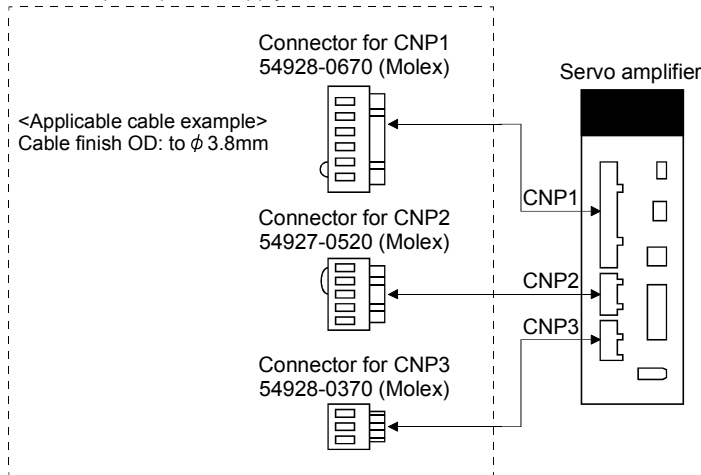 Connector for CNP1
54928-0670 (Molex)
Servo amplifier
<Applicable cable example>
Cable finish OD: to ϕ 3.8mm
CNP1
Connector for CNP2
54927-0520 (Molex)
CNP2
CNP3
Connector for CNP3
54928-0370 (Molex)